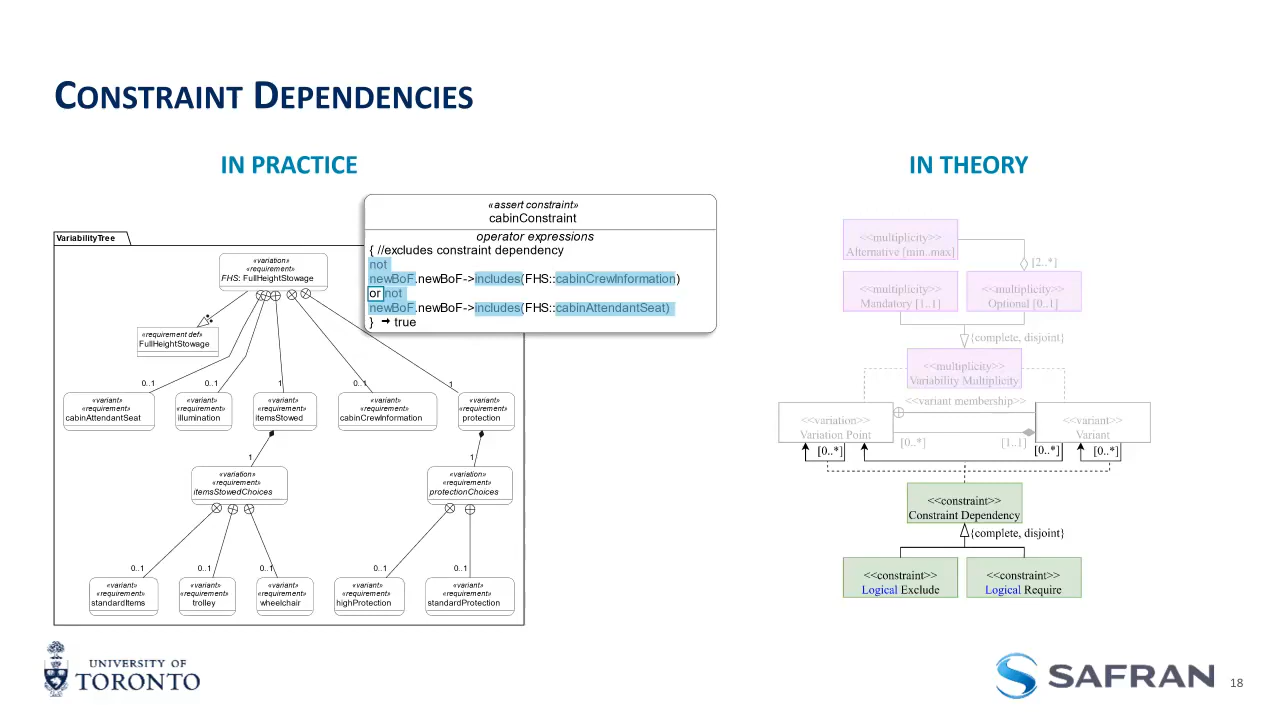 CONSTRAINT DEPENDENCIES
IN PRACTICE
IN THEORY
«assert constraint»
cabinConstraint
operator expressions
{ //excludes constraint dependency
not
newBoF.newBoF->includes(FHS::cabinCrewInformation)
or not
newBoF.newBoF->includes(FHS::cabinAttendantSeat)
} ➞ true
VariabilityTree
«variation»
«requirement»
FHS: FullHeightStowage
«requirement def»
FullHeightStowage
0..1
0..1
1
0..1
1
«variant»
«requirement»
cabinAttendantSeat
«variant»
«requirement»
illumination
«variant»
«requirement»
itemsStowed
«variant»
«requirement»
cabinCrewInformation
«variant»
«requirement»
protection
1
1
«variation»
«requirement»
itemsStowedChoices
«variation»
«requirement»
protectionChoices
0..1
0..1
0..1
0..1
0..1
«variant»
«requirement»
standardItems
«variant»
«requirement»
trolley
«variant»
«requirement»
wheelchair
«variant»
«requirement»
highProtection
«variant»
«requirement»
standardProtection
<<multiplicity>>
Alternative [min..max]
[2..*]
<<multiplicity>>
Mandatory [1..1]
<<multiplicity>>
Optional [0..1]
{complete, disjoint}
<<multiplicity>>
Variability Multiplicity
<<variant membership>>
<<variation>>
Variation Point
<<variant>>
Variant
[0..*]
[1..1]
[0..*]
[0..*]
[0..*]
<<constraint>>
Constraint Dependency
{complete, disjoint}
<<constraint>>
Logical Exclude
<<constraint>>
Logical Require
UNIVERSITY OF
TORONTO
SAFRAN
18